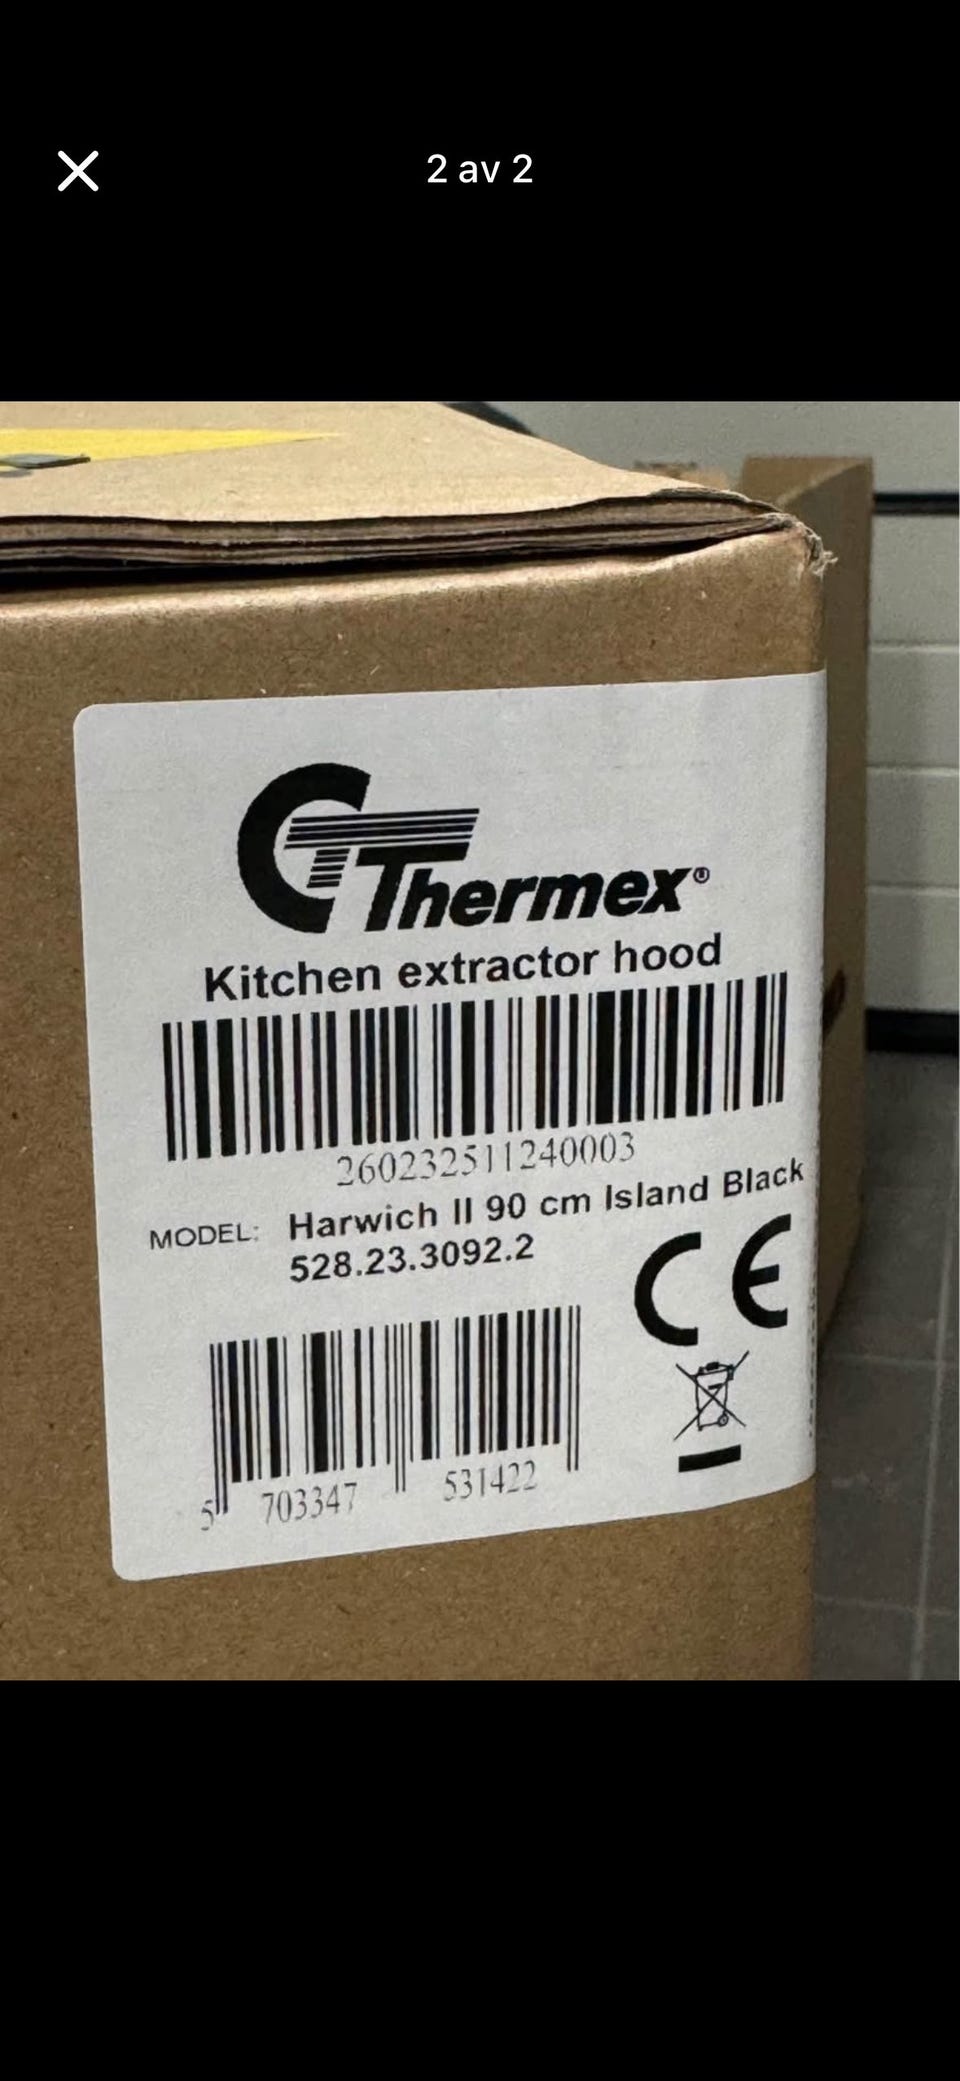 2 av 2
Thermex®
Kitchen extractor hood
260232511240003
MODEL: Harwich II 90 cm Island Black
528.23.3092.2
CE
5 703347 531422